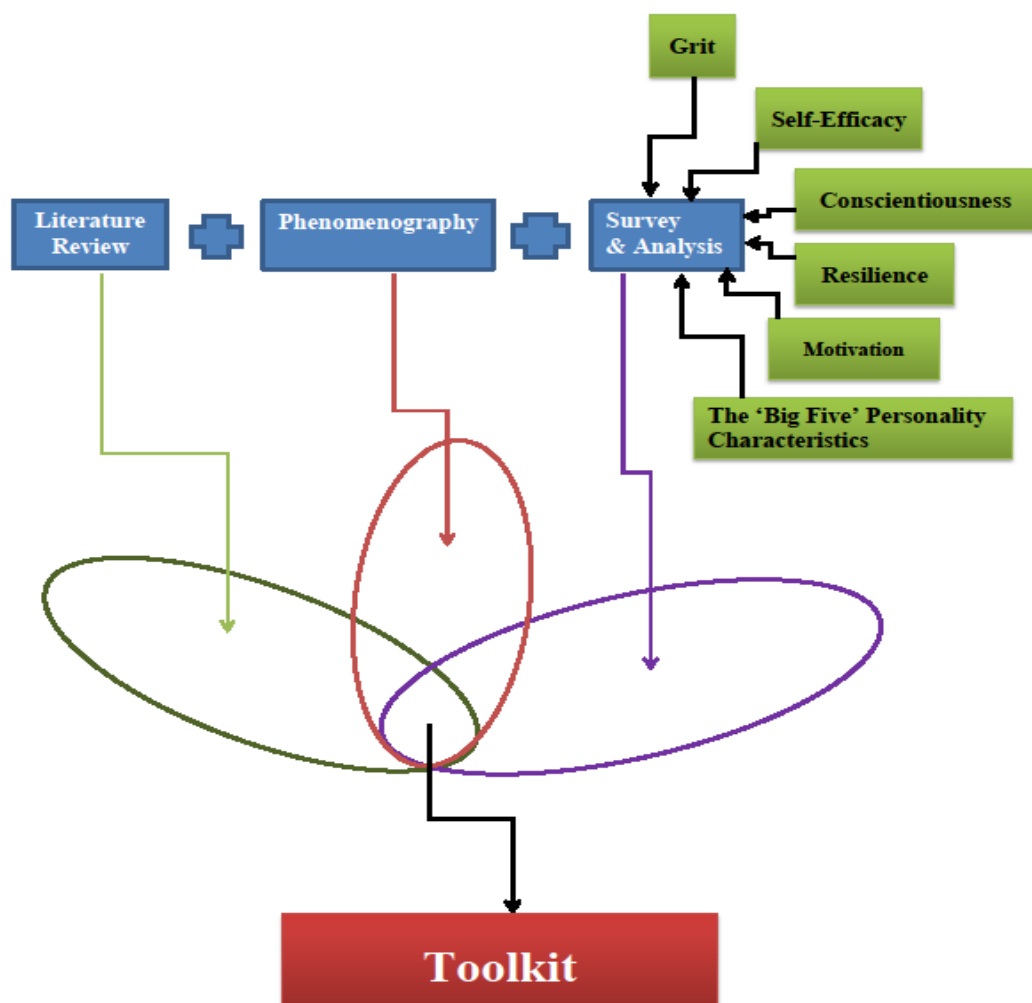 Grit
Self-Efficacy
Literature
Review
Phenomenography
Survey
& Analysis
Conscientiousness
Resilience
Motivation
The ‘Big Five’ Personality
Characteristics
Toolkit